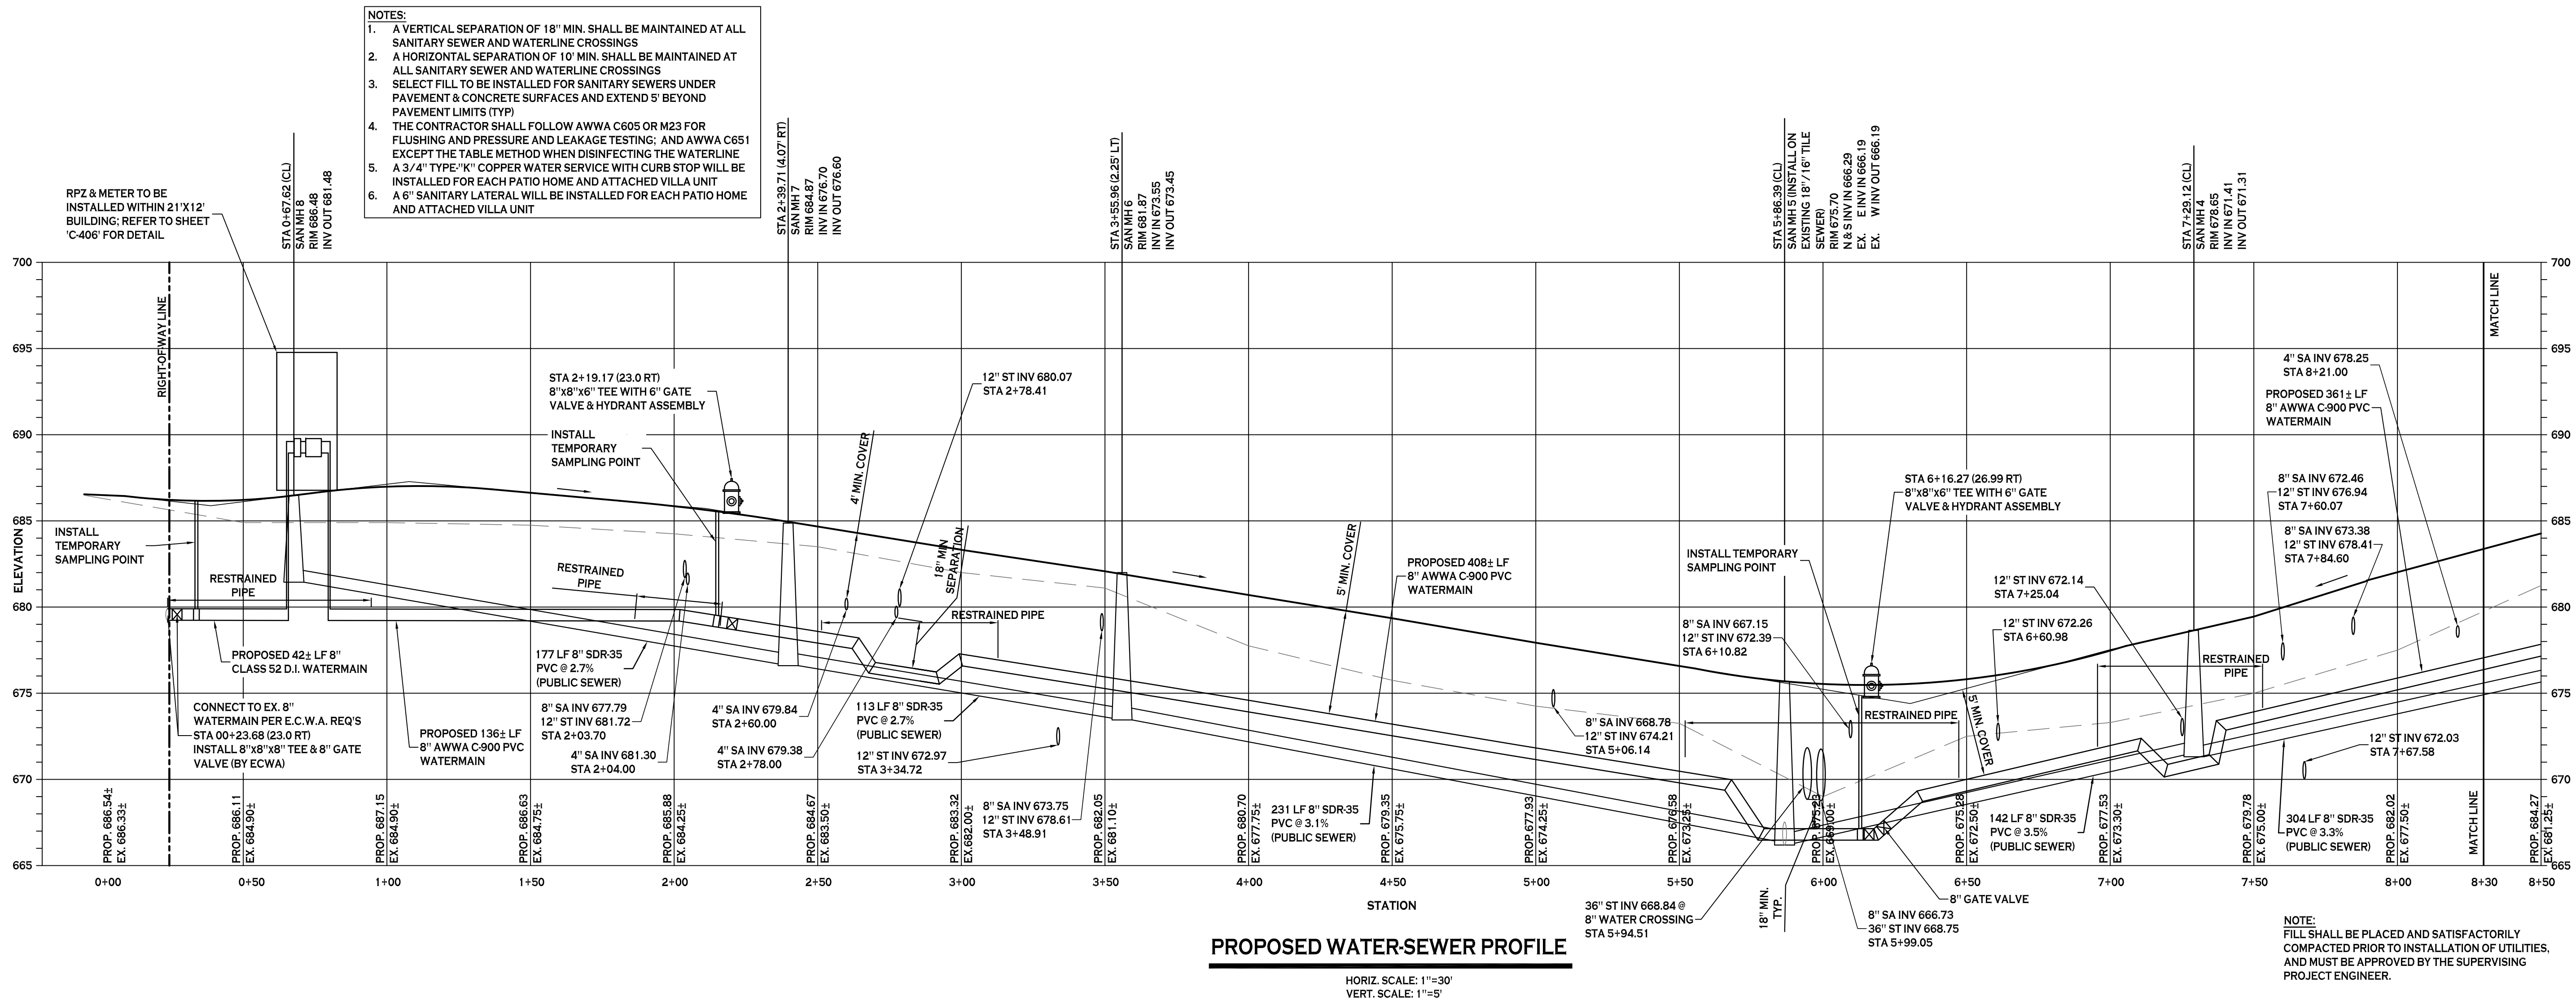 NOTES:
1. A VERTICAL SEPARATION OF 18" MIN. SHALL BE MAINTAINED AT ALL
SANITARY SEWER AND WATERLINE CROSSINGS
2. A HORIZONTAL SEPARATION OF 10' MIN. SHALL BE MAINTAINED AT
ALL SANITARY SEWER AND WATERLINE CROSSINGS
3. SELECT FILL TO BE INSTALLED FOR SANITARY SEWERS UNDER
PAVEMENT & CONCRETE SURFACES AND EXTEND 5' BEYOND
PAVEMENT LIMITS (TYP)
4. THE CONTRACTOR SHALL FOLLOW AWWA C605 OR M23 FOR
FLUSHING AND PRESSURE AND LEAKAGE TESTING; AND AWWA C651
EXCEPT THE TABLE METHOD WHEN DISINFECTING THE WATERLINE
5. A 3/4" TYPE-"K" COPPER WATER SERVICE WITH CURB STOP WILL BE
INSTALLED FOR EACH PATIO HOME AND ATTACHED VILLA UNIT
6. A 6" SANITARY LATERAL WILL BE INSTALLED FOR EACH PATIO HOME
AND ATTACHED VILLA UNIT
RPZ & METER TO BE
INSTALLED WITHIN 21'X12'
BUILDING; REFER TO SHEET
'C-406' FOR DETAIL
STA 0+67.62 (CL)
SAN MH 8
RIM 686.48
INV OUT 681.48
STA 2+39.71 (4.07' RT)
SAN MH 7
RIM 684.87
INV IN 676.70
INV OUT 676.60
STA 3+55.96 (2.25' LT)
SAN MH 6
RIM 681.87
INV IN 673.55
INV OUT 673.45
STA 5+86.39 (CL)
SAN MH 5 (INSTALL ON
EXISTING 18"/16" TILE
SEWER)
RIM 675.70
N & S INV IN 666.29
EX. E INV IN 666.19
EX. W INV OUT 666.19
STA 7+29.12 (CL)
SAN MH 4
RIM 678.65
INV IN 671.41
INV OUT 671.31
700
695
690
685
680
675
670
665
ELEVATION
700
695
690
685
680
675
670
665
RIGHT-OF-WAY LINE
MATCH LINE
MATCH LINE
STA 2+19.17 (23.0 RT)
8"x8"x6" TEE WITH 6" GATE
VALVE & HYDRANT ASSEMBLY
INSTALL
TEMPORARY
SAMPLING POINT
4' MIN. COVER
12" ST INV 680.07
STA 2+78.41
18" MIN
SEPARATION
INSTALL
TEMPORARY
SAMPLING POINT
RESTRAINED
PIPE
RESTRAINED
PIPE
RESTRAINED PIPE
5' MIN. COVER
PROPOSED 408± LF
8" AWWA C-900 PVC
WATERMAIN
INSTALL TEMPORARY
SAMPLING POINT
STA 6+16.27 (26.99 RT)
8"x8"x6" TEE WITH 6" GATE
VALVE & HYDRANT ASSEMBLY
4" SA INV 678.25
STA 8+21.00
PROPOSED 361± LF
8" AWWA C-900 PVC
WATERMAIN
8" SA INV 672.46
12" ST INV 676.94
STA 7+60.07
8" SA INV 673.38
12" ST INV 678.41
STA 7+84.60
12" ST INV 672.14
STA 7+25.04
12" ST INV 672.26
STA 6+60.98
8" SA INV 667.15
12" ST INV 672.39
STA 6+10.82
RESTRAINED
PIPE
RESTRAINED PIPE
5' MIN. COVER
PROPOSED 42± LF 8"
CLASS 52 D.I. WATERMAIN
CONNECT TO EX. 8"
WATERMAIN PER E.C.W.A. REQ'S
STA 00+23.68 (23.0 RT)
INSTALL 8"x8"x8" TEE & 8" GATE
VALVE (BY ECWA)
PROPOSED 136± LF
8" AWWA C-900 PVC
WATERMAIN
177 LF 8" SDR-35
PVC @ 2.7%
(PUBLIC SEWER)
8" SA INV 677.79
12" ST INV 681.72
STA 2+03.70
4" SA INV 681.30
STA 2+04.00
4" SA INV 679.84
STA 2+60.00
4" SA INV 679.38
STA 2+78.00
113 LF 8" SDR-35
PVC @ 2.7%
(PUBLIC SEWER)
12" ST INV 672.97
STA 3+34.72
8" SA INV 673.75
12" ST INV 678.61
STA 3+48.91
231 LF 8" SDR-35
PVC @ 3.1%
(PUBLIC SEWER)
8" SA INV 668.78
12" ST INV 674.21
STA 5+06.14
142 LF 8" SDR-35
PVC @ 3.5%
(PUBLIC SEWER)
304 LF 8" SDR-35
PVC @ 3.3%
(PUBLIC SEWER)
12" ST INV 672.03
STA 7+67.58
PROP. 686.54±
EX. 686.33±
PROP. 686.11
EX. 684.90±
PROP. 687.15
EX. 684.90±
PROP. 686.63
EX. 684.75±
PROP. 685.88
EX. 684.25±
PROP. 684.67
EX. 683.50±
PROP. 683.32
EX.682.00±
PROP. 682.05
EX. 681.10±
PROP. 680.70
EX. 677.75±
PROP. 679.35
EX. 675.75±
PROP.677.93
EX. 674.25±
PROP. 676.58
EX. 673.25±
PROP. 675.23
EX. 669.00±
PROP. 675.28
EX. 672.50±
PROP. 677.53
EX. 673.30±
PROP. 679.78
EX. 675.00±
PROP. 682.02
EX. 677.50±
PROP. 684.27
EX. 681.25±
0+00 0+50 1+00 1+50 2+00 2+50 3+00 3+50 4+00 4+50 5+00 5+50 6+00 6+50 7+00 7+50 8+00 8+30 8+50
STATION
36" ST INV 668.84 @
8" WATER CROSSING
STA 5+94.51
18" MIN.
TYP.
8" SA INV 666.73
36" ST INV 668.75
STA 5+99.05
8" GATE VALVE
PROPOSED WATER-SEWER PROFILE
HORIZ. SCALE: 1"=30'
VERT. SCALE: 1"=5'
NOTE:
FILL SHALL BE PLACED AND SATISFACTORILY
COMPACTED PRIOR TO INSTALLATION OF UTILITIES,
AND MUST BE APPROVED BY THE SUPERVISING
PROJECT ENGINEER.